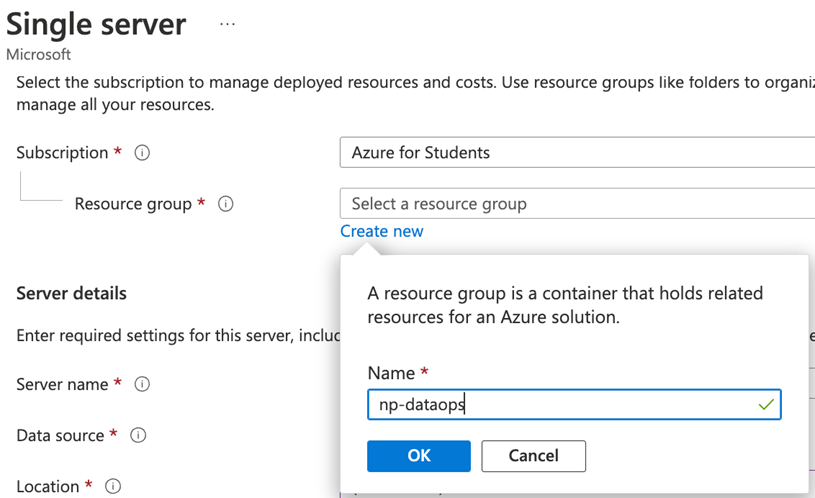 Single server ...
Microsoft
Select the subscription to manage deployed resources and costs. Use resource groups like folders to
manage all your resources.
Subscription *
Azure for Students
Resource group *
Select a resource group
Create new
A resource group is a container that holds related
resources for an Azure solution.
Server details
Enter required settings for this server,
Name *
Server name *
np-dataops
Data source *
OK
Cancel
Location *